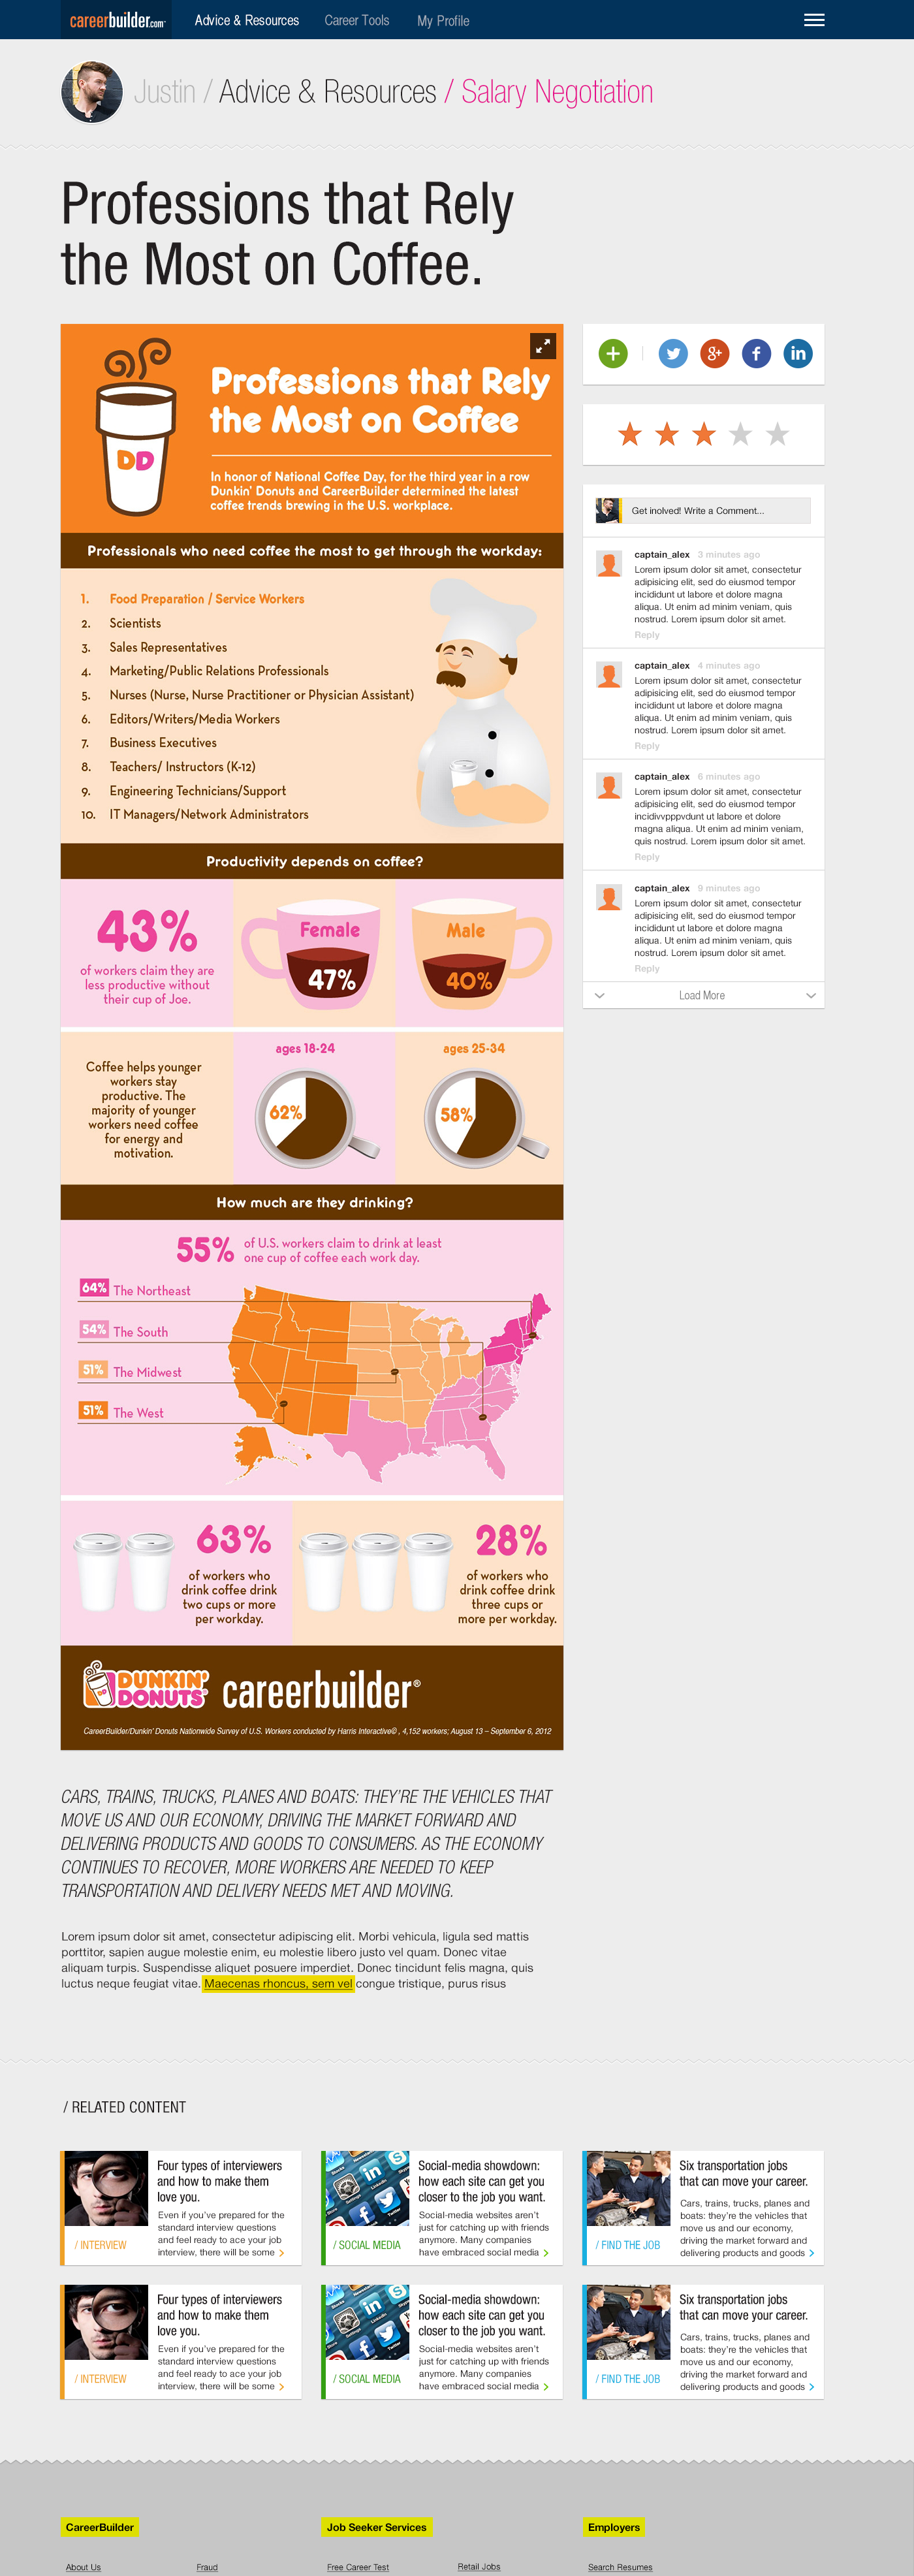 careerbuilder.com
Advice & Resources
Career Tools
My Profile
Justin / Advice & Resources / Salary Negotiation
Professions that Rely
the Most on Coffee.
Professions that Rely
the Most on Coffee
DD
In honor of National Coffee Day, for the third year in a row
Dunkin' Donuts and CareerBuilder determined the latest
coffee trends brewing in the U.S. workplace.
Professionals who need coffee the most to get through the workday:
1. Food Preparation / Service Workers
2. Scientists
3. Sales Representatives
4. Marketing/Public Relations Professionals
5. Nurses (Nurse, Nurse Practitioner or Physician Assistant)
6. Editors/Writers/Media Workers
7. Business Executives
8. Teachers/ Instructors (K-12)
9. Engineering Technicians/Support
10. IT Managers/Network Administrators
Productivity depends on coffee?
43%
of workers claim they are
less productive without
their cup of Joe.
Female
47%
Male
40%
Coffee helps younger
workers stay
productive. The
majority of younger
workers need coffee
for energy and
motivation.
ages 18-24
62%
ages 25-34
58%
How much are they drinking?
55%
of U.S. workers claim to drink at least
one cup of coffee each work day.
64% The Northeast
54% The South
51% The Midwest
51% The West
63%
of workers who
drink coffee drink
two cups or more
per workday.
28%
of workers who
drink coffee drink
three cups or
more per workday.
DUNKIN'
DONUTS
careerbuilder®
CareerBuilder/Dunkin' Donuts Nationwide Survey of U.S. Workers conducted by Harris Interactive© , 4,152 workers; August 13 – September 6, 2012
g+
f
in
Get inolved! Write a Comment...
captain_alex 3 minutes ago
Lorem ipsum dolor sit amet, consectetur
adipisicing elit, sed do eiusmod tempor
incididunt ut labore et dolore magna
aliqua. Ut enim ad minim veniam, quis
nostrud. Lorem ipsum dolor sit amet.
Reply
captain_alex 4 minutes ago
Lorem ipsum dolor sit amet, consectetur
adipisicing elit, sed do eiusmod tempor
incididunt ut labore et dolore magna
aliqua. Ut enim ad minim veniam, quis
nostrud. Lorem ipsum dolor sit amet.
Reply
captain_alex 6 minutes ago
Lorem ipsum dolor sit amet, consectetur
adipisicing elit, sed do eiusmod tempor
incidivpppvdunt ut labore et dolore
magna aliqua. Ut enim ad minim veniam,
quis nostrud. Lorem ipsum dolor sit amet.
Reply
captain_alex 9 minutes ago
Lorem ipsum dolor sit amet, consectetur
adipisicing elit, sed do eiusmod tempor
incididunt ut labore et dolore magna
aliqua. Ut enim ad minim veniam, quis
nostrud. Lorem ipsum dolor sit amet.
Reply
Load More
CARS, TRAINS, TRUCKS, PLANES AND BOATS: THEY'RE THE VEHICLES THAT
MOVE US AND OUR ECONOMY, DRIVING THE MARKET FORWARD AND
DELIVERING PRODUCTS AND GOODS TO CONSUMERS. AS THE ECONOMY
CONTINUES TO RECOVER, MORE WORKERS ARE NEEDED TO KEEP
TRANSPORTATION AND DELIVERY NEEDS MET AND MOVING.
Lorem ipsum dolor sit amet, consectetur adipiscing elit. Morbi vehicula, ligula sed mattis
porttitor, sapien augue molestie enim, eu molestie libero justo vel quam. Donec vitae
aliquam turpis. Suspendisse aliquet posuere imperdiet. Donec tincidunt felis magna, quis
luctus neque feugiat vitae. Maecenas rhoncus, sem vel congue tristique, purus risus
/ RELATED CONTENT
Four types of interviewers
and how to make them
love you.
Even if you've prepared for the
standard interview questions
and feel ready to ace your job
interview, there will be some
/ INTERVIEW
Social-media showdown:
how each site can get you
closer to the job you want.
Social-media websites aren't
just for catching up with friends
anymore. Many companies
have embraced social media
/ SOCIAL MEDIA
Six transportation jobs
that can move your career.
Cars, trains, trucks, planes and
boats: they're the vehicles that
move us and our economy,
driving the market forward and
delivering products and goods
/ FIND THE JOB
Four types of interviewers
and how to make them
love you.
Even if you've prepared for the
standard interview questions
and feel ready to ace your job
interview, there will be some
/ INTERVIEW
Social-media showdown:
how each site can get you
closer to the job you want.
Social-media websites aren't
just for catching up with friends
anymore. Many companies
have embraced social media
/ SOCIAL MEDIA
Six transportation jobs
that can move your career.
Cars, trains, trucks, planes and
boats: they're the vehicles that
move us and our economy,
driving the market forward and
delivering products and goods
/ FIND THE JOB
CareerBuilder
Job Seeker Services
Employers
About Us
Fraud
Free Career Test
Retail Jobs
Search Resumes